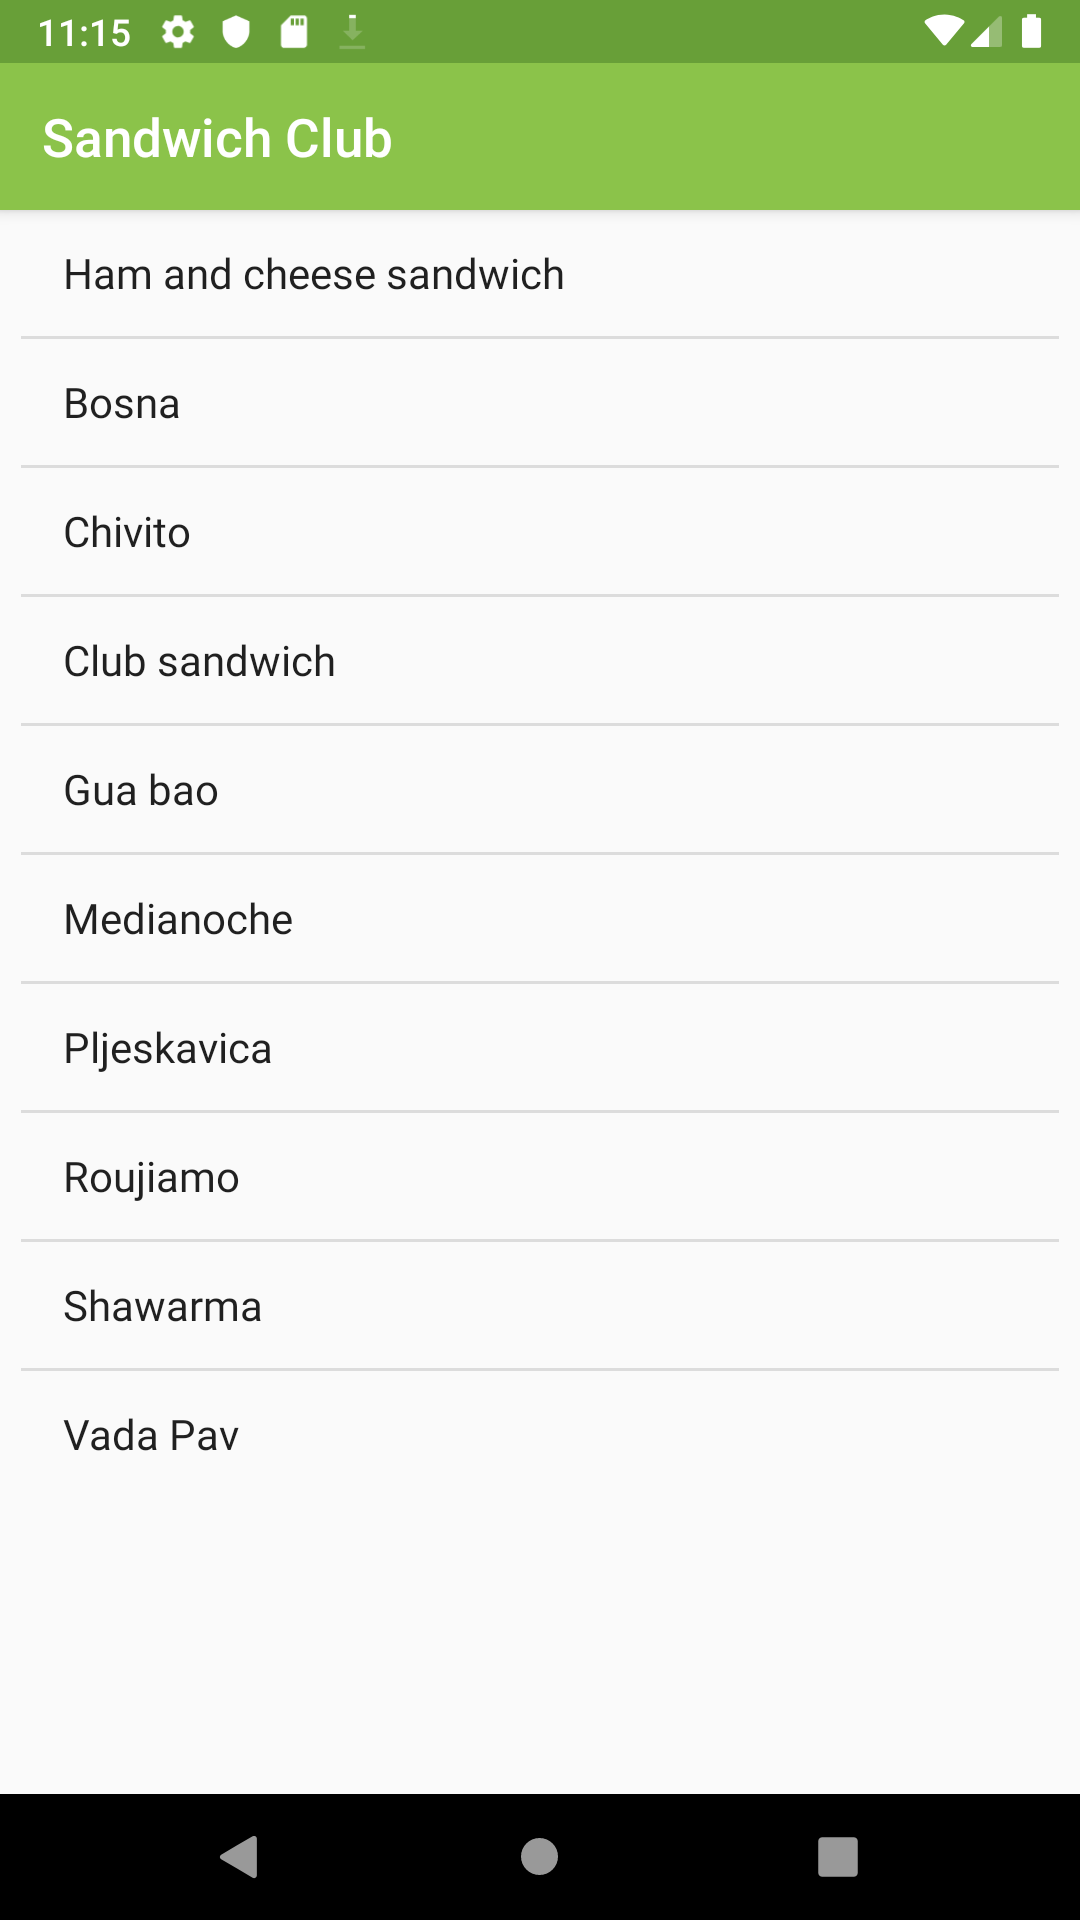 11:15
Sandwich Club
Ham and cheese sandwich
Bosna
Chivito
Club sandwich
Gua bao
Medianoche
Pljeskavica
Roujiamo
Shawarma
Vada Pav